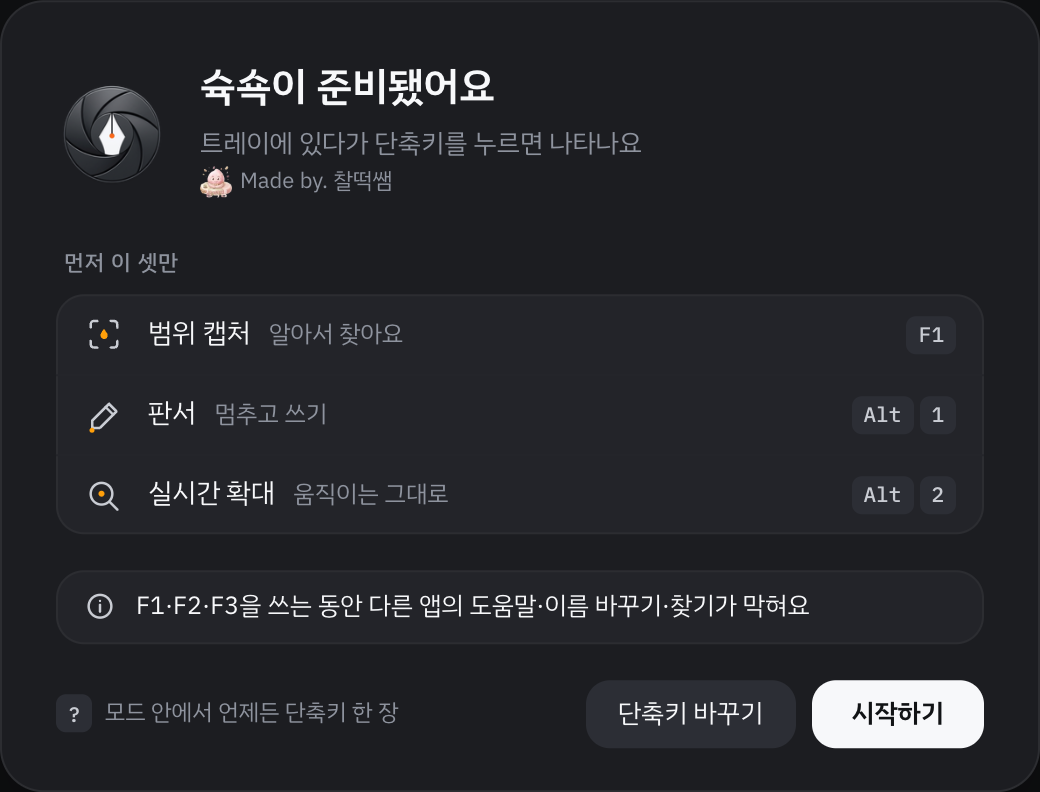 슉쇽이 준비됐어요
트레이에 있다가 단축키를 누르면 나타나요
Made by. 찰떡쌤
먼저 이 셋만
범위 캡처 알아서 찾아요 F1
판서 멈추고 쓰기 Alt 1
실시간 확대 움직이는 그대로 Alt 2
F1·F2·F3을 쓰는 동안 다른 앱의 도움말·이름 바꾸기·찾기가 막혀요
? 모드 안에서 언제든 단축키 한 장 단축키 바꾸기 시작하기